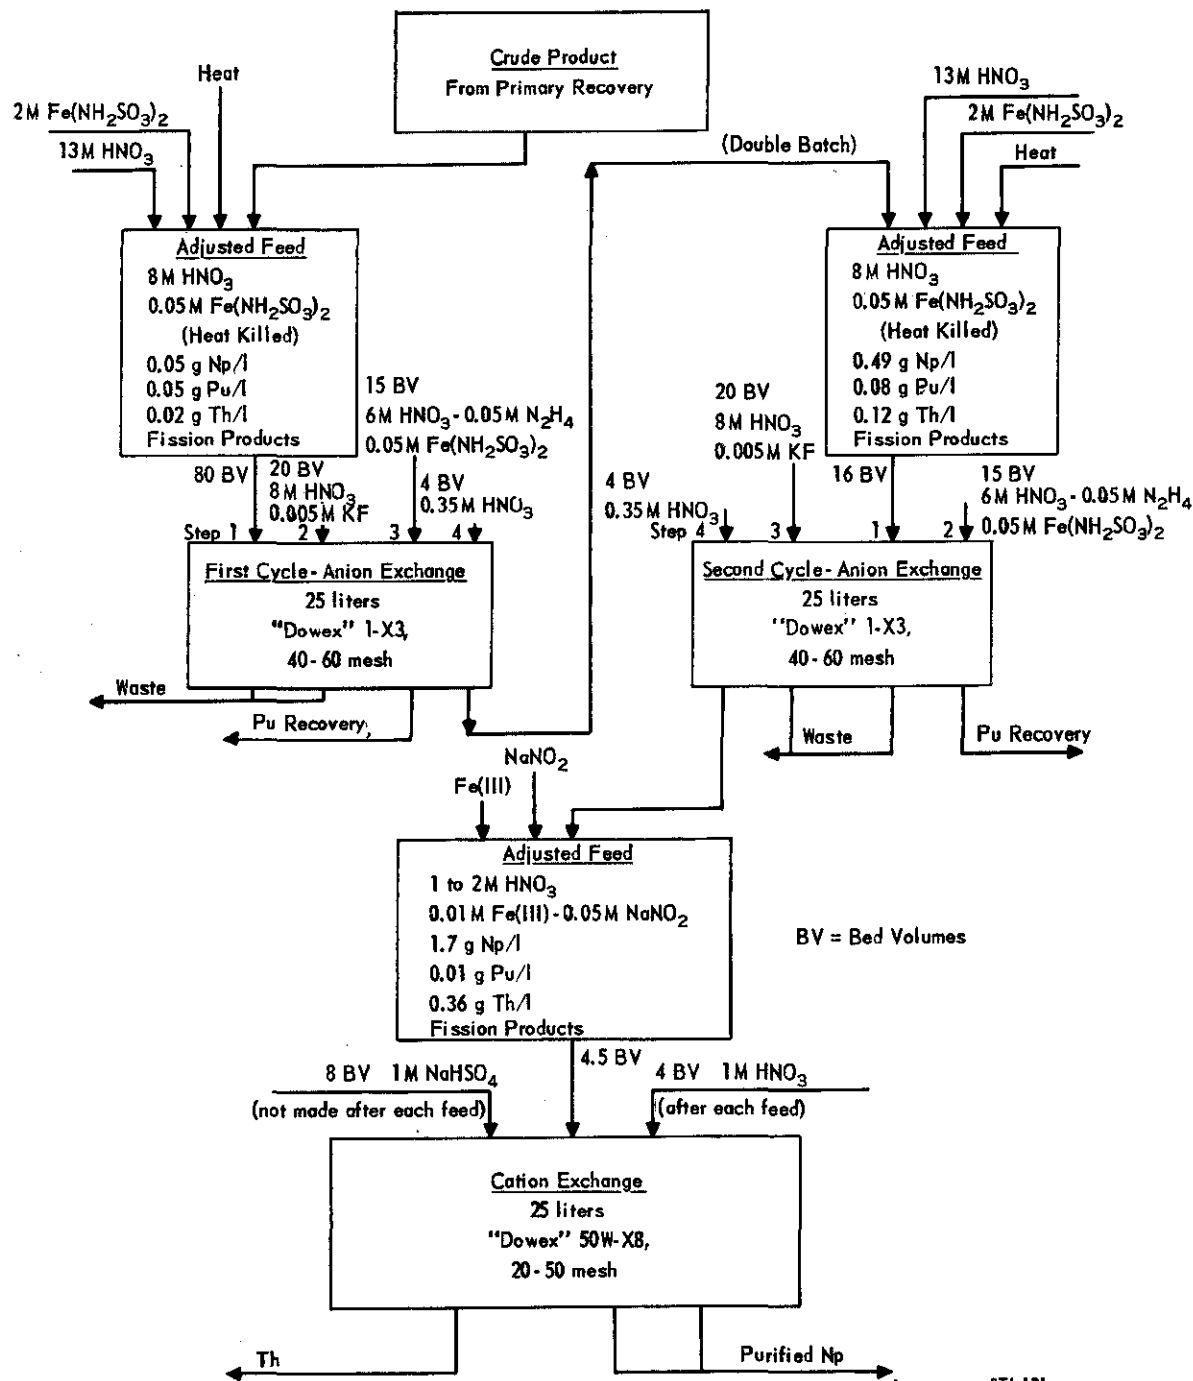 Crude Product
From Primary Recovery
Heat
2M Fe(NH2SO3)2
13M HNO3
13M HNO3
2M Fe(NH2SO3)2
Heat
(Double Batch)
Adjusted Feed
8M HNO3
0.05M Fe(NH2SO3)2
(Heat Killed)
0.05 g Np/l
0.05 g Pu/l
0.02 g Th/l
Fission Products
80 BV
20 BV
8M HNO3
0.005M KF
15 BV
6M HNO3-0.05M N2H4
0.05M Fe(NH2SO3)2
4 BV
0.35M HNO3
Step 1 2 3 4
First Cycle-Anion Exchange
25 liters
"Dowex" 1-X3,
40-60 mesh
Waste
Pu Recovery
Adjusted Feed
8M HNO3
0.05M Fe(NH2SO3)2
(Heat Killed)
0.49 g Np/l
0.08 g Pu/l
0.12 g Th/l
Fission Products
4 BV
0.35M HNO3
20 BV
8M HNO3
0.005M KF
16 BV
15 BV
6M HNO3-0.05M N2H4
0.05M Fe(NH2SO3)2
Step 4 3 1 2
Second Cycle-Anion Exchange
25 liters
"Dowex" 1-X3,
40-60 mesh
Waste
Pu Recovery
NaNO2
Fe(III)
Adjusted Feed
1 to 2M HNO3
0.01M Fe(III)-0.05M NaNO2
1.7 g Np/l
0.01 g Pu/l
0.36 g Th/l
Fission Products
BV = Bed Volumes
4.5 BV
8 BV 1M NaHSO4
(not made after each feed)
4 BV 1M HNO3
(after each feed)
Cation Exchange
25 liters
"Dowex" 50W-X8,
20-50 mesh
Th
Purified Np